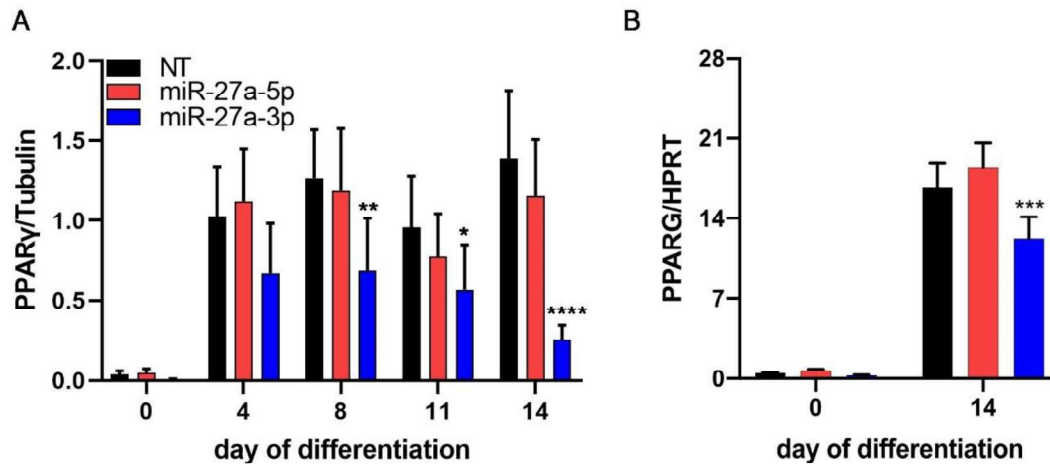 A
PPARγ/Tubulin
2.0
1.5
1.0
0.5
0.0
NT
miR-27a-5p
miR-27a-3p
**
*
****
0 4 8 11 14
day of differentiation
B
PPARG/HPRT
28
21
14
7
0
***
0 14
day of differentiation